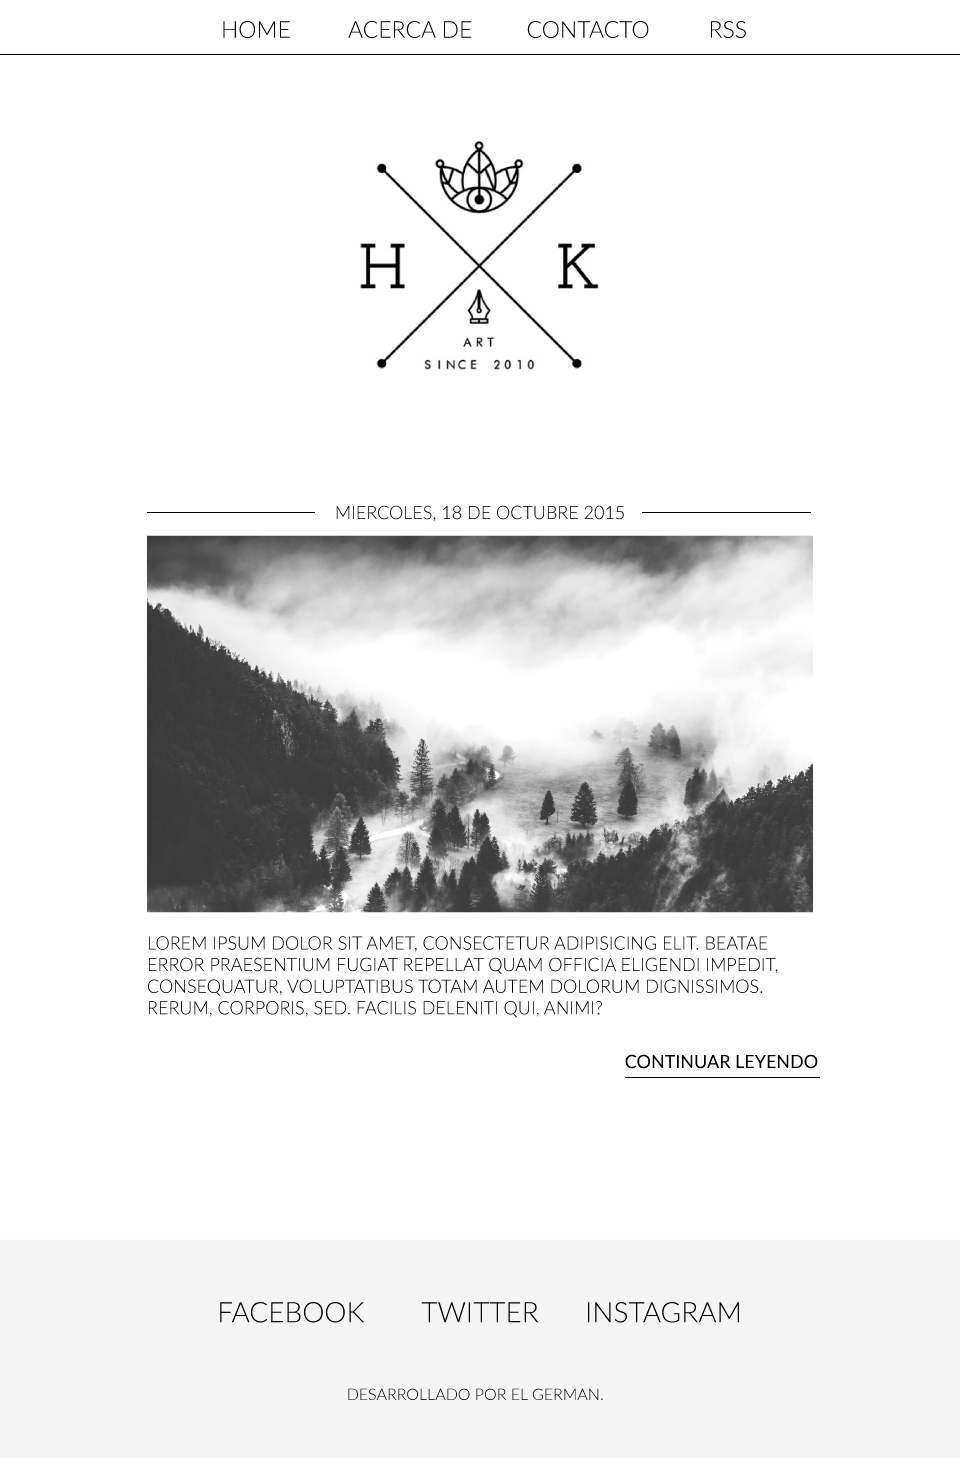 HOME ACERCA DE CONTACTO RSS
H K
ART
SINCE 2010
MIERCOLES, 18 DE OCTUBRE 2015
LOREM IPSUM DOLOR SIT AMET, CONSECTETUR ADIPISICING ELIT. BEATAE
ERROR PRAESENTIUM FUGIAT REPELLAT QUAM OFFICIA ELIGENDI IMPEDIT,
CONSEQUATUR, VOLUPTATIBUS TOTAM AUTEM DOLORUM DIGNISSIMOS.
RERUM, CORPORIS, SED. FACILIS DELENITI QUI, ANIMI?
CONTINUAR LEYENDO
FACEBOOK TWITTER INSTAGRAM
DESARROLLADO POR EL GERMAN.